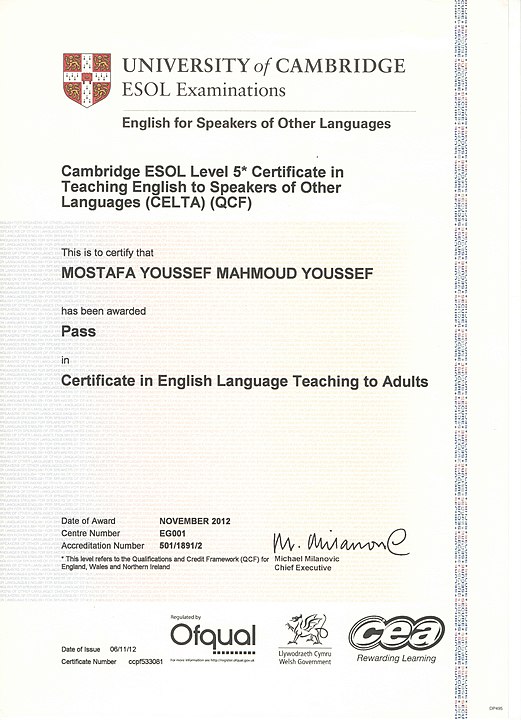 UNIVERSITY of CAMBRIDGE
ESOL Examinations
English for Speakers of Other Languages
Cambridge ESOL Level 5* Certificate in
Teaching English to Speakers of Other
Languages (CELTA) (QCF)
This is to certify that
MOSTAFA YOUSSEF MAHMOUD YOUSSEF
has been awarded
Pass
in
Certificate in English Language Teaching to Adults
Date of Award NOVEMBER 2012
Centre Number EG001
Accreditation Number 501/1891/2
* This level refers to the Qualifications and Credit Framework (QCF) for
England, Wales and Northern Ireland
M. Milanovic
Michael Milanovic
Chief Executive
Date of Issue 06/11/12
Certificate Number ccpf533081
Regulated by
Ofqual
For more information see http://register.ofqual.gov.uk
Llywodraeth Cymru
Welsh Government
cea
Rewarding Learning
DP495